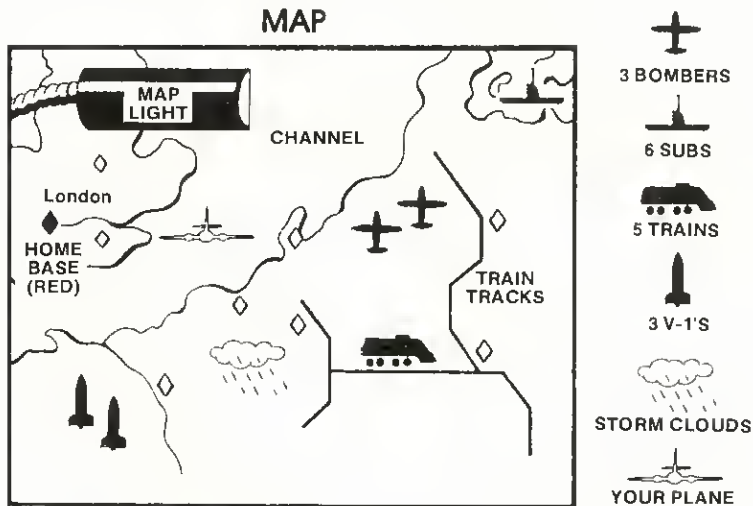 MAP
MAP
LIGHT
CHANNEL
London
HOME
BASE
(RED)
TRAIN
TRACKS
3 BOMBERS
6 SUBS
5 TRAINS
3 V-1'S
STORM CLOUDS
YOUR PLANE